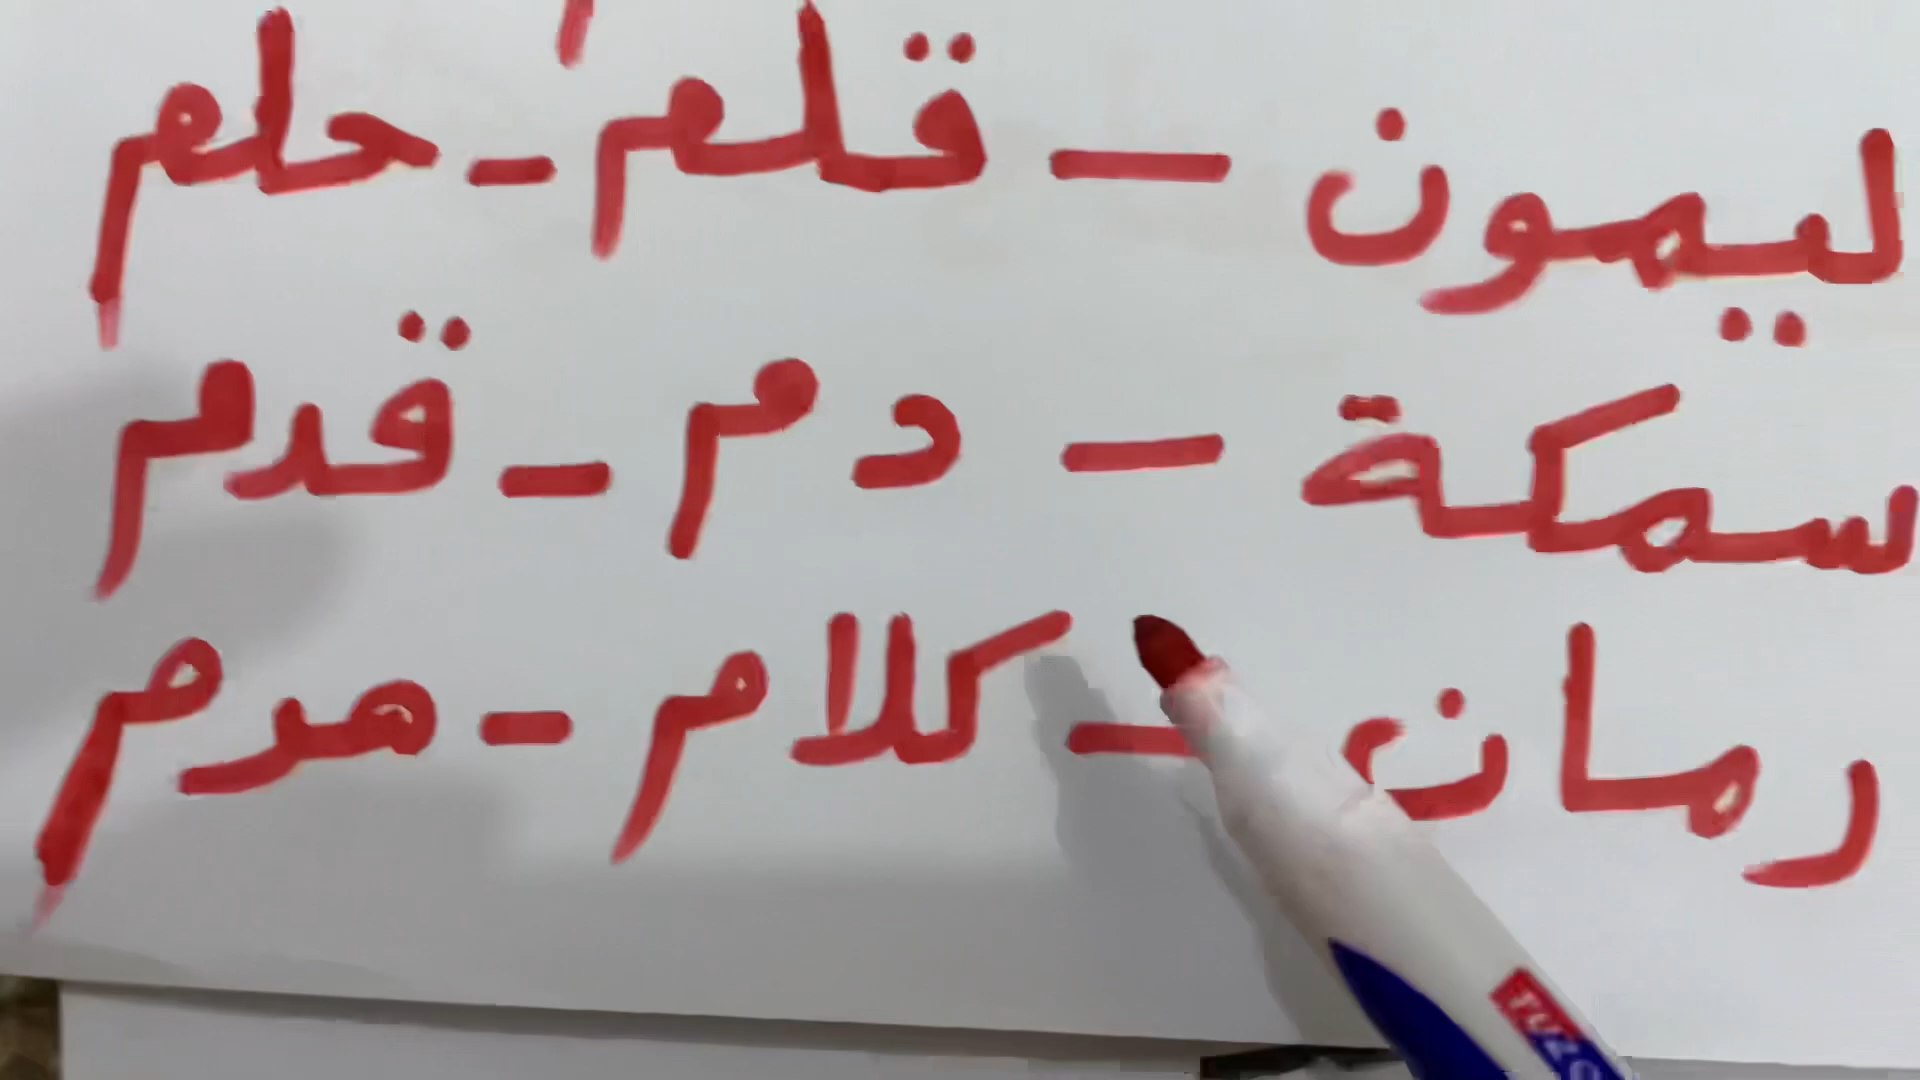 ليمون - قلم - حلم
سمكة - دم - قدم
رمان - كلام - هرم